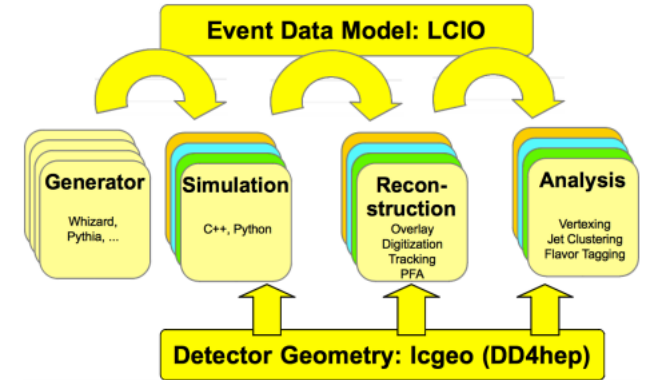 Event Data Model: LCIO
Generator
Whizard,
Pythia, ...
Simulation
C++, Python
Recon-
struction
Overlay
Digitization
Tracking
PFA
Analysis
Vertexing
Jet Clustering
Flavor Tagging
Detector Geometry: lcgeo (DD4hep)